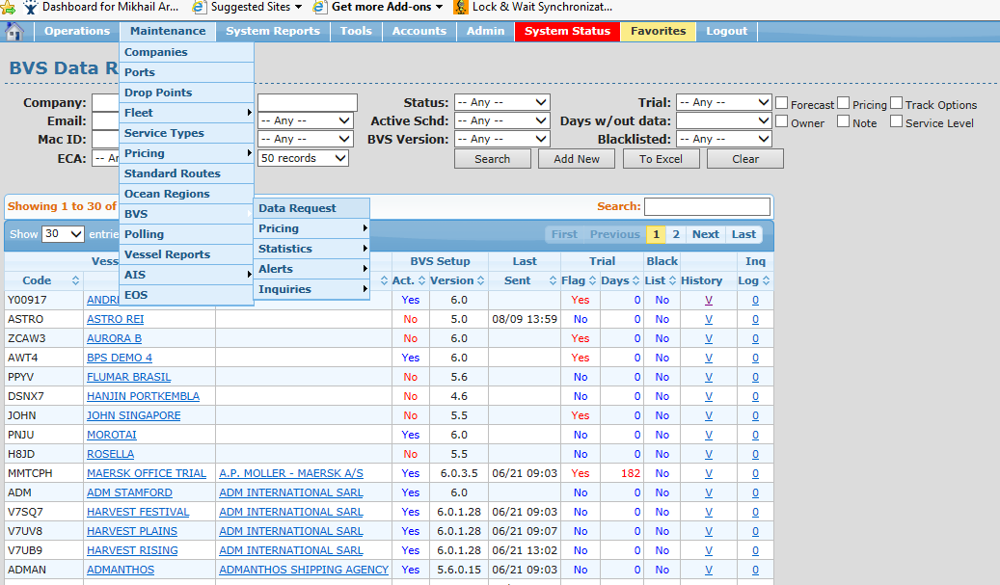 Dashboard for Mikhail Ar... Suggested Sites Get more Add-ons Lock & Wait Synchronizat...
Operations Maintenance System Reports Tools Accounts Admin System Status Favorites Logout
Companies
Ports
Drop Points
Fleet
Service Types
Pricing
Standard Routes
Ocean Regions
BVS
Polling
Vessel Reports
AIS
EOS
Data Request
Pricing
Statistics
Alerts
Inquiries
BVS Data R
Company: Status: -- Any -- Trial: -- Any -- Forecast Pricing Track Options
Email: -- Any -- Active Schd: -- Any -- Days w/out data: Owner Note Service Level
Mac ID: -- Any -- BVS Version: -- Any -- Blacklisted: -- Any --
ECA: -- An 50 records Search Add New To Excel Clear
Showing 1 to 30 of Search:
Show 30 entrie First Previous 1 2 Next Last
Vess BVS Setup Last Trial Black Inq
Code Act. Version Sent Flag Days List History Log
Y00917 ANDRE Yes 6.0 Yes 0 No V 0
ASTRO ASTRO REI No 5.0 08/09 13:59 No 0 No V 0
ZCAW3 AURORA B No 6.0 Yes 0 No V 0
AWT4 BPS DEMO 4 Yes 6.0 Yes 0 No V 0
PPYV FLUMAR BRASIL No 5.6 No 0 No V 0
DSNX7 HANJIN PORTKEMBLA No 4.6 No 0 No V 0
JOHN JOHN SINGAPORE No 5.5 Yes 0 No V 0
PNJU MOROTAI Yes 6.0 No 0 No V 0
H8JD ROSELLA No 5.5 No 0 No V 0
MMTCPH MAERSK OFFICE TRIAL A.P. MOLLER - MAERSK A/S Yes 6.0.3.5 06/21 09:03 Yes 182 No V 0
ADM ADM STAMFORD ADM INTERNATIONAL SARL Yes 6.0 No 0 No V 0
V7SQ7 HARVEST FESTIVAL ADM INTERNATIONAL SARL Yes 6.0.1.28 06/21 09:03 No 0 No V 0
V7UV8 HARVEST PLAINS ADM INTERNATIONAL SARL Yes 6.0.1.28 06/21 09:07 No 0 No V 0
V7UB9 HARVEST RISING ADM INTERNATIONAL SARL Yes 6.0.1.28 06/21 13:02 No 0 No V 0
ADMAN ADMANTHOS ADMANTHOS SHIPPING AGENCY Yes 5.6.0.15 06/21 09:03 No 0 No V 0